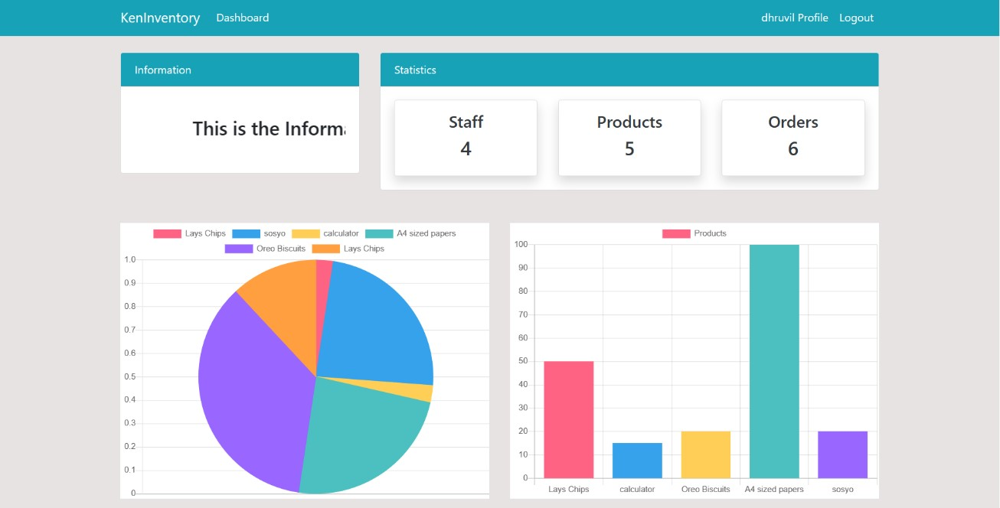 KenInventory Dashboard dhruvil Profile Logout
Information
This is the Inform
Statistics
Staff
4
Products
5
Orders
6
Lays Chips sosyo calculator A4 sized papers
Oreo Biscuits Lays Chips
1.0
0.9
0.8
0.7
0.6
0.5
0.4
0.3
0.2
0.1
0
Products
100
90
80
70
60
50
40
30
20
10
0
Lays Chips calculator Oreo Biscuits A4 sized papers sosyo